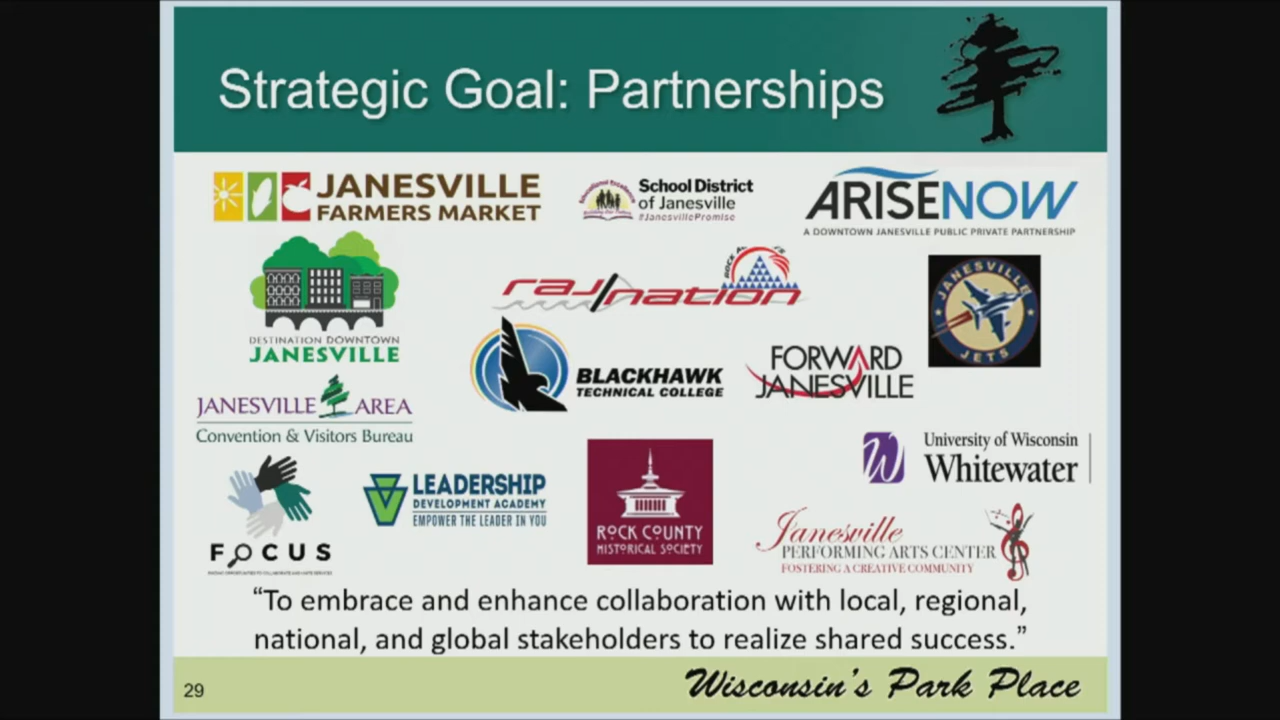 Strategic Goal: Partnerships
JANESVILLE
FARMERS MARKET
School District
of Janesville
#JanesvillePromise
ARISENOW
A DOWNTOWN JANESVILLE PUBLIC PRIVATE PARTNERSHIP
DESTINATION DOWNTOWN
JANESVILLE
raj/nation
JANESVILLE
JETS
BLACKHAWK
TECHNICAL COLLEGE
FORWARD
JANESVILLE
JANESVILLE AREA
Convention & Visitors Bureau
University of Wisconsin
Whitewater
FOCUS
LEADERSHIP
DEVELOPMENT ACADEMY
EMPOWER THE LEADER IN YOU
ROCK COUNTY
HISTORICAL SOCIETY
Janesville
PERFORMING ARTS CENTER
FOSTERING A CREATIVE COMMUNITY
“To embrace and enhance collaboration with local, regional,
national, and global stakeholders to realize shared success.”
29
Wisconsin's Park Place